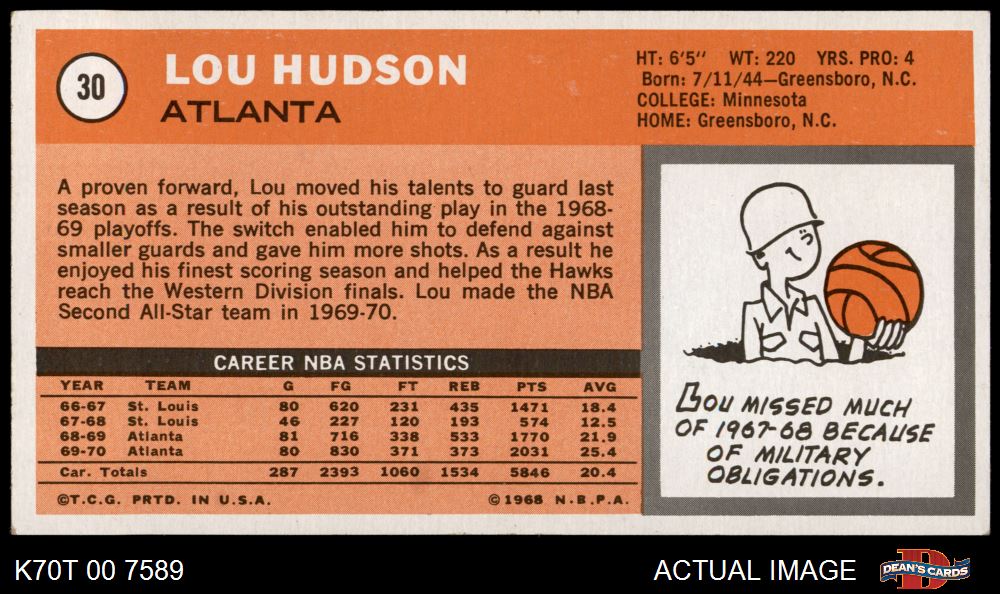 30
LOU HUDSON
ATLANTA
HT: 6'5" WT: 220 YRS. PRO: 4
Born: 7/11/44—Greensboro, N.C.
COLLEGE: Minnesota
HOME: Greensboro, N.C.
A proven forward, Lou moved his talents to guard last
season as a result of his outstanding play in the 1968-
69 playoffs. The switch enabled him to defend against
smaller guards and gave him more shots. As a result he
enjoyed his finest scoring season and helped the Hawks
reach the Western Division finals. Lou made the NBA
Second All-Star team in 1969-70.
CAREER NBA STATISTICS
YEAR TEAM G FG FT REB PTS AVG
66-67 St. Louis 80 620 231 435 1471 18.4
67-68 St. Louis 46 227 120 193 574 12.5
68-69 Atlanta 81 716 338 533 1770 21.9
69-70 Atlanta 80 830 371 373 2031 25.4
Car. Totals 287 2393 1060 1534 5846 20.4
©T.C.G. PRTD. IN U.S.A. ©1968 N.B.P.A.
LOU MISSED MUCH
OF 1967-68 BECAUSE
OF MILITARY
OBLIGATIONS.
K70T 00 7589
ACTUAL IMAGE
D
DEAN'S CARDS